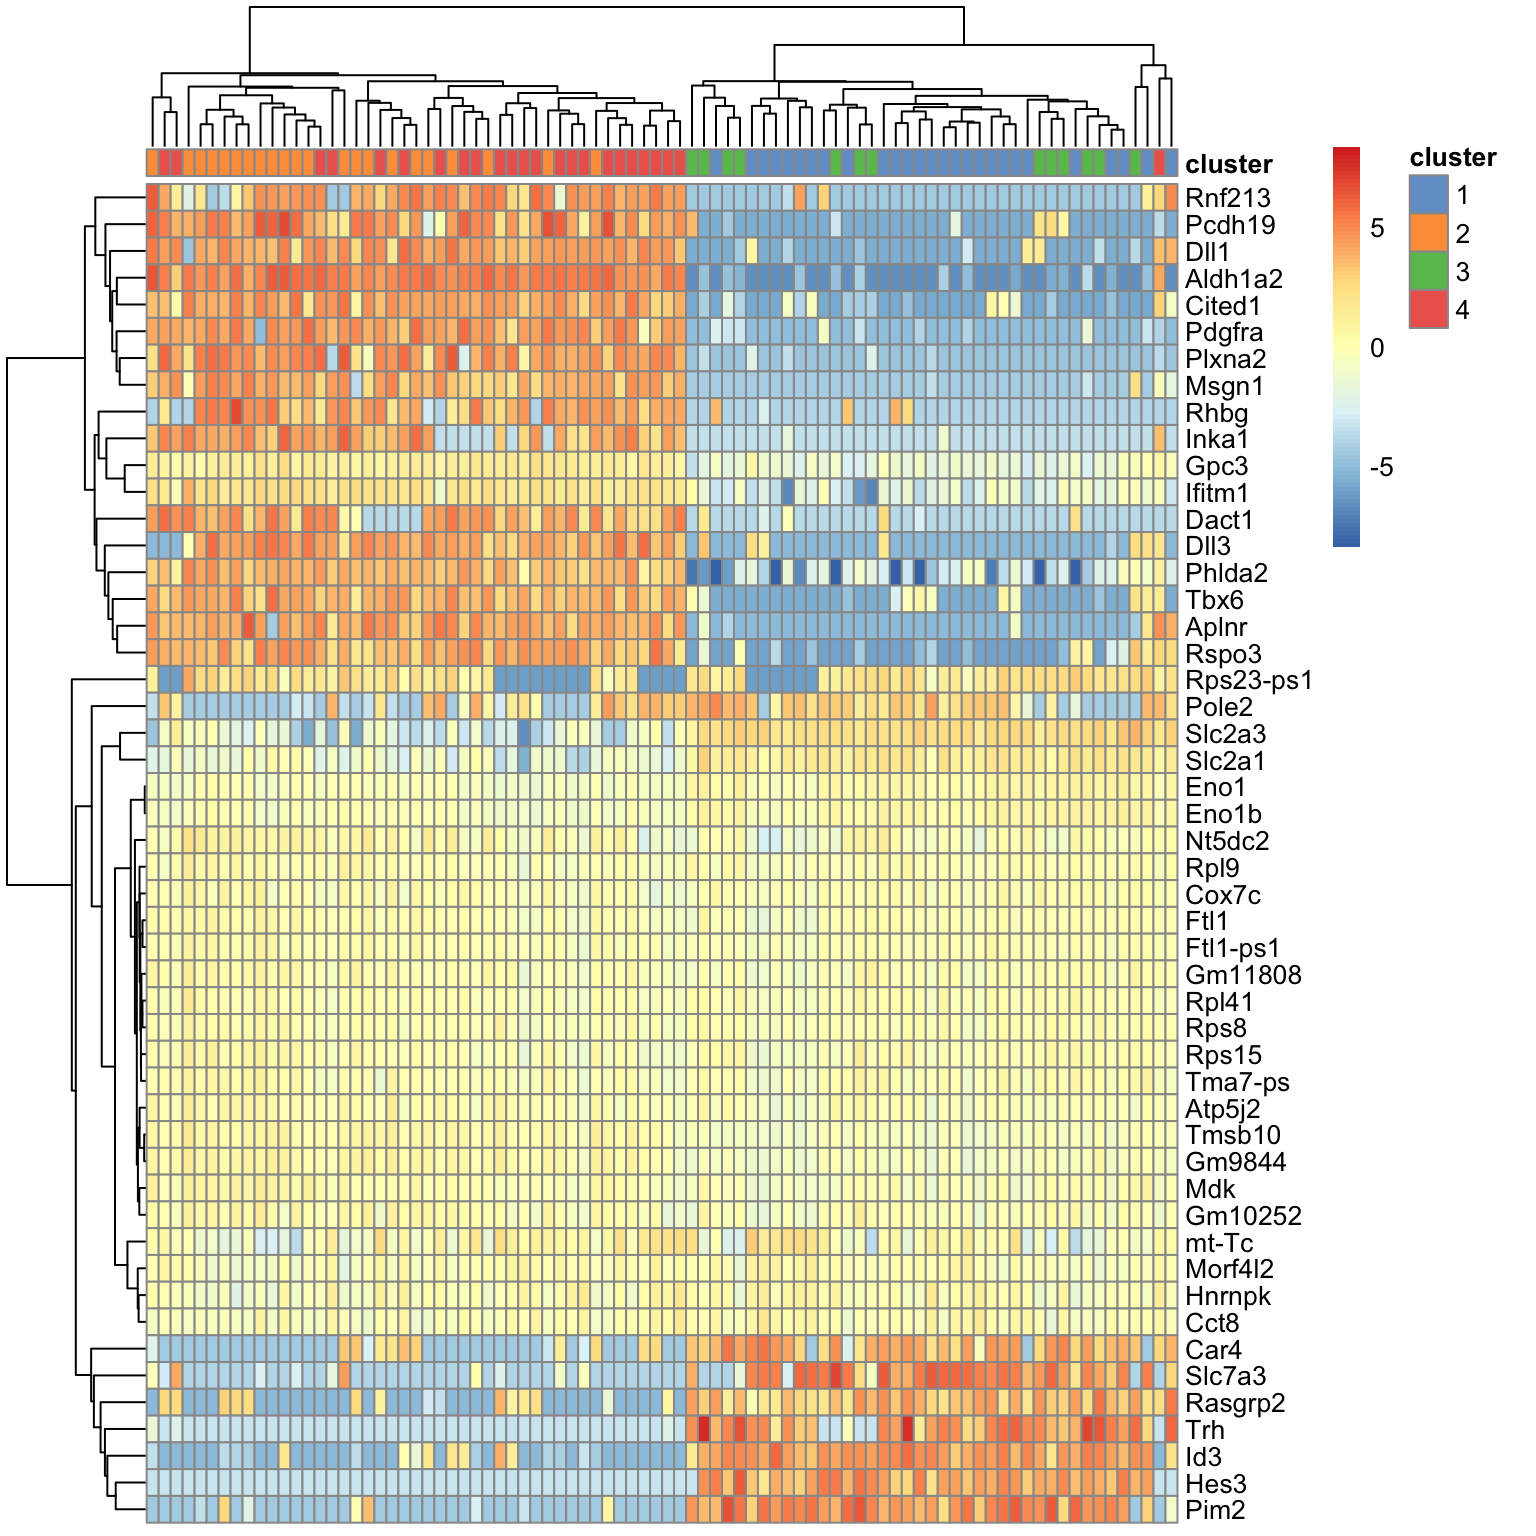 cluster
Rnf213
Pcdh19
Dll1
Aldh1a2
Cited1
Pdgfra
Plxna2
Msgn1
Rhbg
Inka1
Gpc3
Ifitm1
Dact1
Dll3
Phlda2
Tbx6
Aplnr
Rspo3
Rps23-ps1
Pole2
Slc2a3
Slc2a1
Eno1
Eno1b
Nt5dc2
Rpl9
Cox7c
Ftl1
Ftl1-ps1
Gm11808
Rpl41
Rps8
Rps15
Tma7-ps
Atp5j2
Tmsb10
Gm9844
Mdk
Gm10252
mt-Tc
Morf4l2
Hnrnpk
Cct8
Car4
Slc7a3
Rasgrp2
Trh
Id3
Hes3
Pim2
5
0
-5
cluster
1
2
3
4